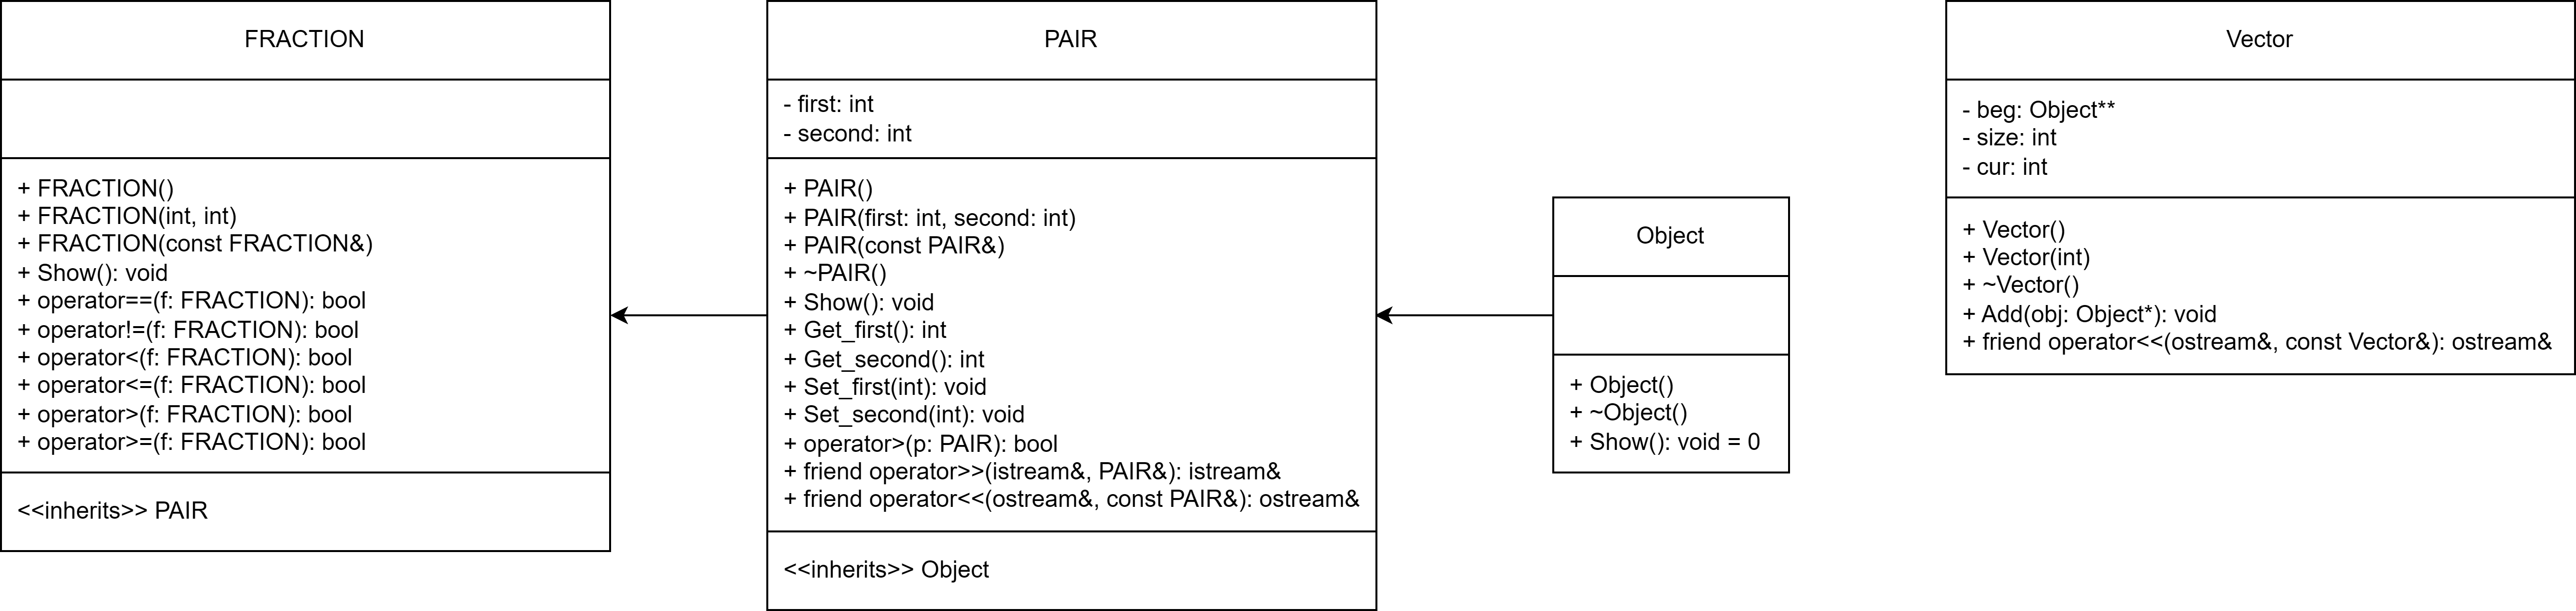 FRACTION
+ FRACTION()
+ FRACTION(int, int)
+ FRACTION(const FRACTION&)
+ Show(): void
+ operator==(f: FRACTION): bool
+ operator!=(f: FRACTION): bool
+ operator<(f: FRACTION): bool
+ operator<=(f: FRACTION): bool
+ operator>(f: FRACTION): bool
+ operator>=(f: FRACTION): bool
<<inherits>> PAIR
PAIR
- first: int
- second: int
+ PAIR()
+ PAIR(first: int, second: int)
+ PAIR(const PAIR&)
+ ~PAIR()
+ Show(): void
+ Get_first(): int
+ Get_second(): int
+ Set_first(int): void
+ Set_second(int): void
+ operator>(p: PAIR): bool
+ friend operator>>(istream&, PAIR&): istream&
+ friend operator<<(ostream&, const PAIR&): ostream&
<<inherits>> Object
Object
+ Object()
+ ~Object()
+ Show(): void = 0
Vector
- beg: Object**
- size: int
- cur: int
+ Vector()
+ Vector(int)
+ ~Vector()
+ Add(obj: Object*): void
+ friend operator<<(ostream&, const Vector&): ostream&